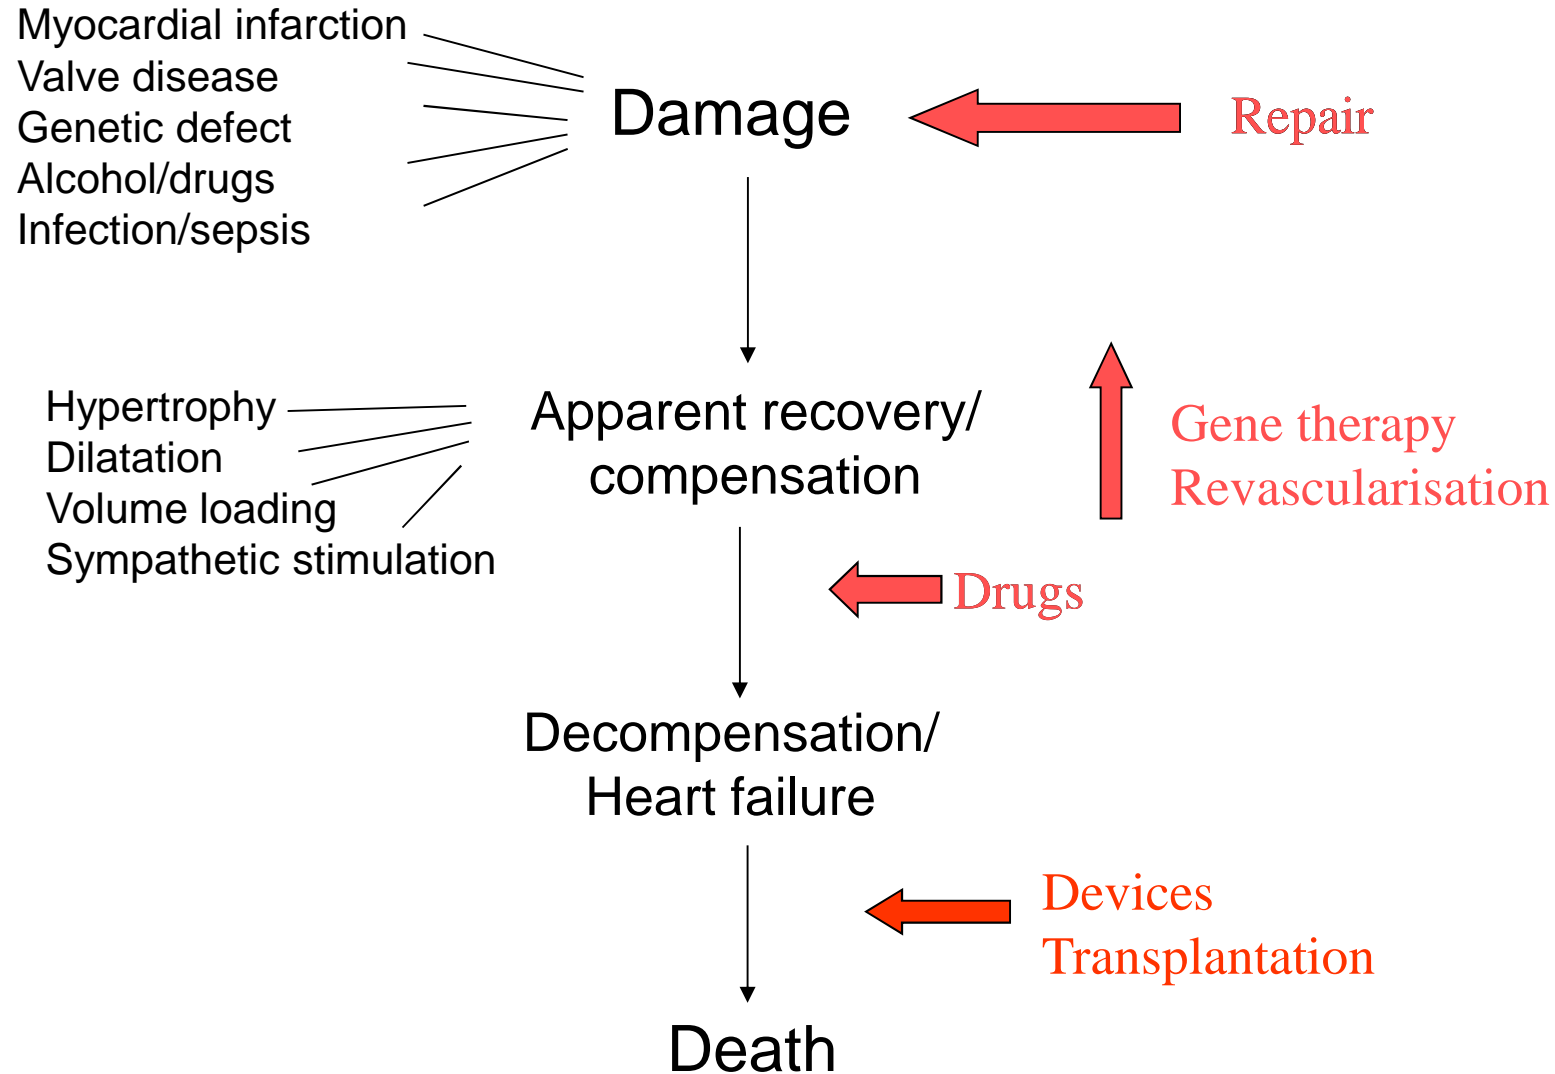 Myocardial infarction
Valve disease
Genetic defect
Alcohol/drugs
Infection/sepsis
Damage
Repair
Hypertrophy
Dilatation
Volume loading
Sympathetic stimulation
Apparent recovery/
compensation
Gene therapy
Revascularisation
Drugs
Decompensation/
Heart failure
Devices
Transplantation
Death